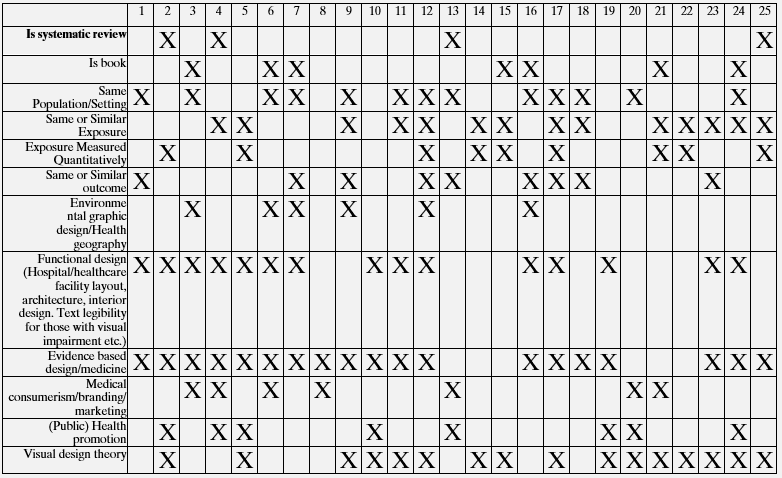 1 2 3 4 5 6 7 8 9 10 11 12 13 14 15 16 17 18 19 20 21 22 23 24 25
Is systematic review X X X X
Is book X X X X X X X
Same
Population/Setting X X X X X X X X X X X X X
Same or Similar
Exposure X X X X X X X X X X X X X X
Exposure Measured
Quantitatively X X X X X X X X X
Same or Similar
outcome X X X X X X X X X
Environme
ntal graphic X X X X X X
design/Health
geography
Functional design X X X X X X X X X X X X X X X
(Hospital/healthcare
facility layout,
architecture, interior
design. Text legibility
for those with visual
impairment etc.)
Evidence based
design/medicine X X X X X X X X X X X X X X X X X X X
Medical
consumerism/branding/ X X X X X X X
marketing
(Public) Health
promotion X X X X X X X X
Visual design theory X X X X X X X X X X X X X X X X